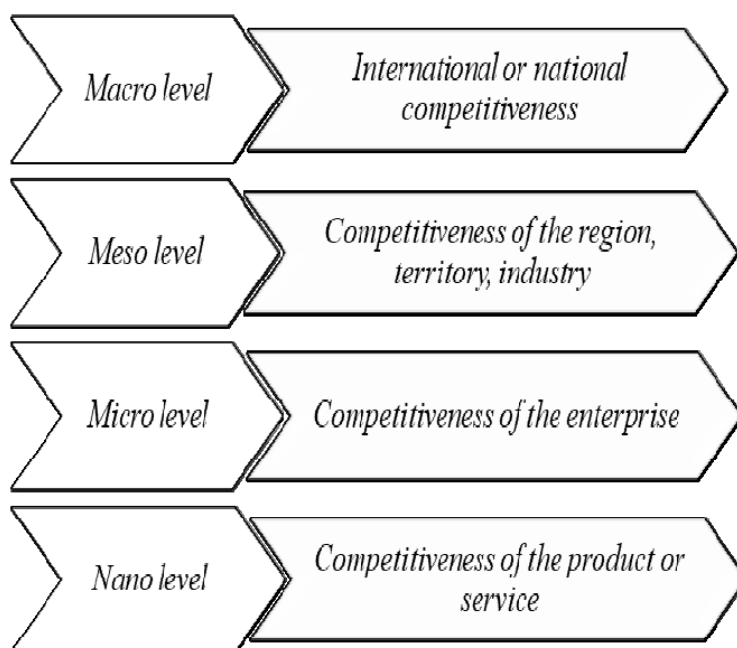 Macro level
International or national
competitiveness
Meso level
Competitiveness of the region,
territory, industry
Micro level
Competitiveness of the enterprise
Nano level
Competitiveness of the product or
service